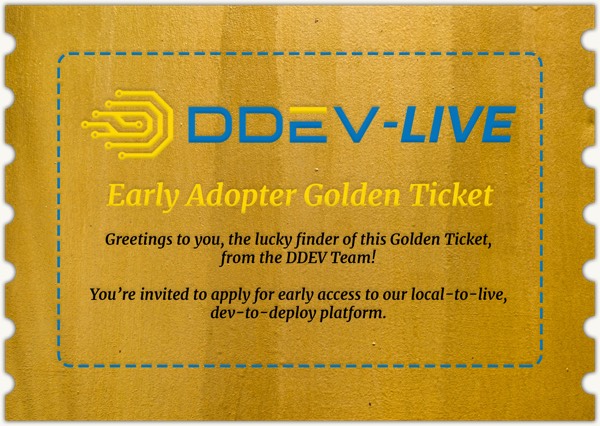 DDEV-LIVE
Early Adopter Golden Ticket
Greetings to you, the lucky finder of this Golden Ticket,
from the DDEV Team!
You’re invited to apply for early access to our local-to-live,
dev-to-deploy platform.